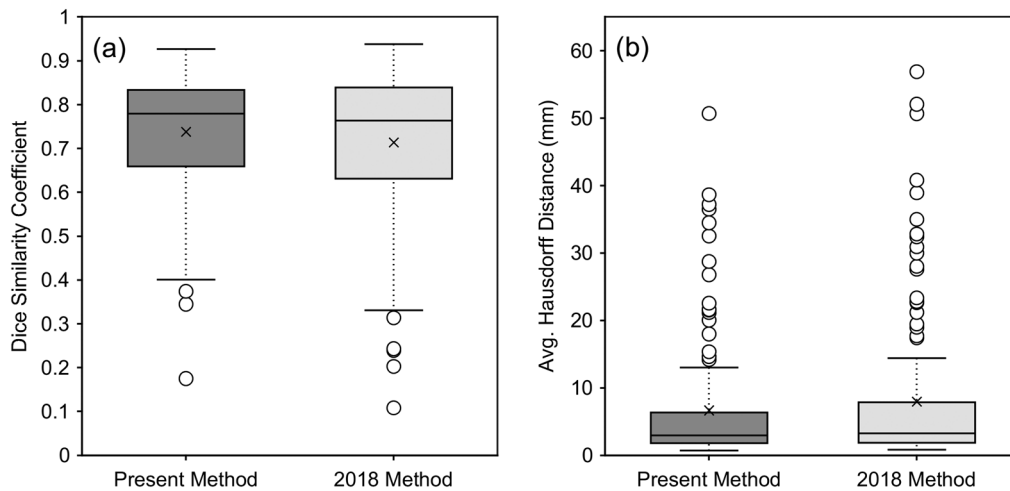 (a)
Dice Similarity Coefficient
1
0.9
0.8
0.7
0.6
0.5
0.4
0.3
0.2
0.1
0
Present Method
2018 Method
(b)
Avg. Hausdorff Distance (mm)
60
50
40
30
20
10
0
Present Method
2018 Method